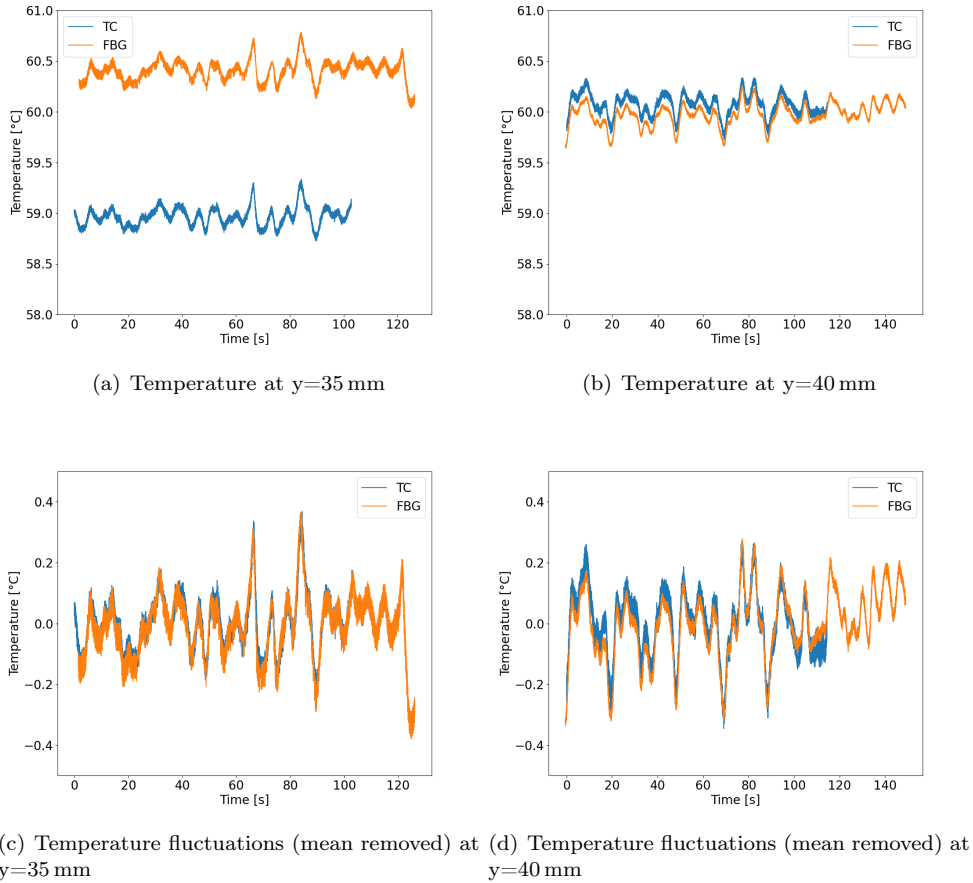 61.0
60.5
60.0
59.5
59.0
58.5
58.0
Temperature [°C]
TC
FBG
0 20 40 60 80 100 120
Time [s]
(a) Temperature at y=35 mm
61.0
60.5
60.0
59.5
59.0
58.5
58.0
Temperature [°C]
TC
FBG
0 20 40 60 80 100 120 140
Time [s]
(b) Temperature at y=40 mm
0.4
0.2
0.0
−0.2
−0.4
Temperature [°C]
TC
FBG
0 20 40 60 80 100 120
Time [s]
(c) Temperature fluctuations (mean removed) at
y=35 mm
0.4
0.2
0.0
−0.2
−0.4
Temperature [°C]
TC
FBG
0 20 40 60 80 100 120 140
Time [s]
(d) Temperature fluctuations (mean removed) at
y=40 mm